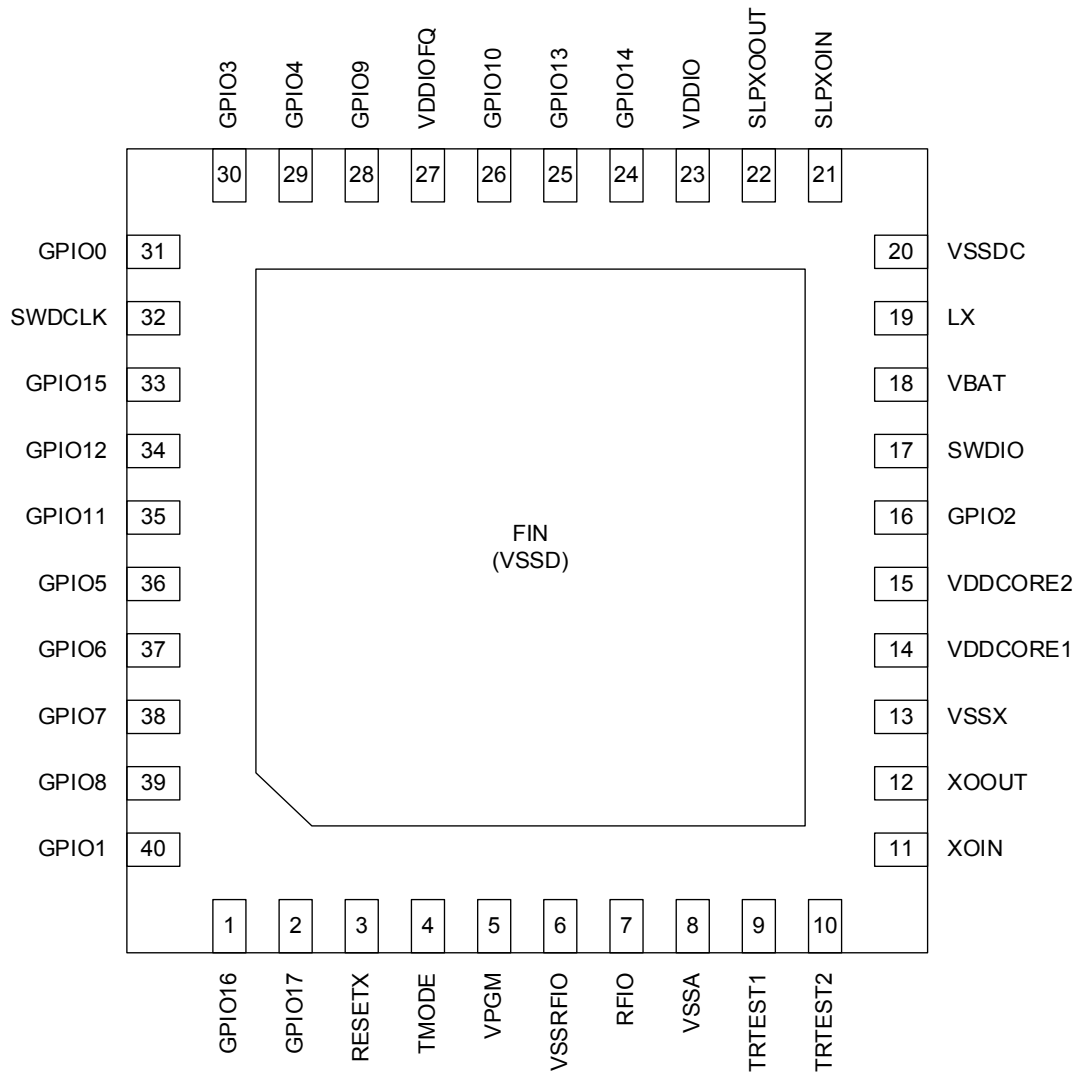 GPIO3
GPIO4
GPIO9
VDDIOFQ
GPIO10
GPIO13
GPIO14
VDDIO
SLPXOOUT
SLPXOIN
30
29
28
27
26
25
24
23
22
21
GPIO0 31
SWDCLK 32
GPIO15 33
GPIO12 34
GPIO11 35
GPIO5 36
GPIO6 37
GPIO7 38
GPIO8 39
GPIO1 40
FIN
(VSSD)
20 VSSDC
19 LX
18 VBAT
17 SWDIO
16 GPIO2
15 VDDCORE2
14 VDDCORE1
13 VSSX
12 XOOUT
11 XOIN
1
2
3
4
5
6
7
8
9
10
GPIO16
GPIO17
RESETX
TMODE
VPGM
VSSRFIO
RFIO
VSSA
TRTEST1
TRTEST2